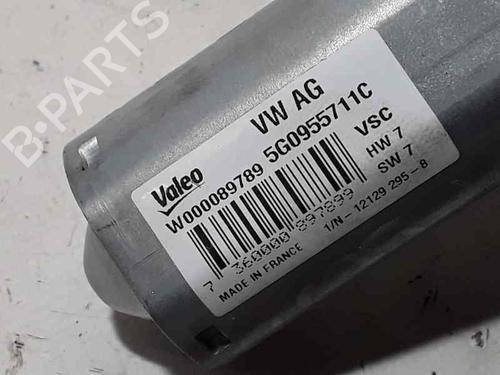 B-PARTS
VW AG
Valeo
W000089789 5G0955711C
VSC
HW 7
SW 7
7 360000 897899
MADE IN FRANCE 1/N-12129 295-8